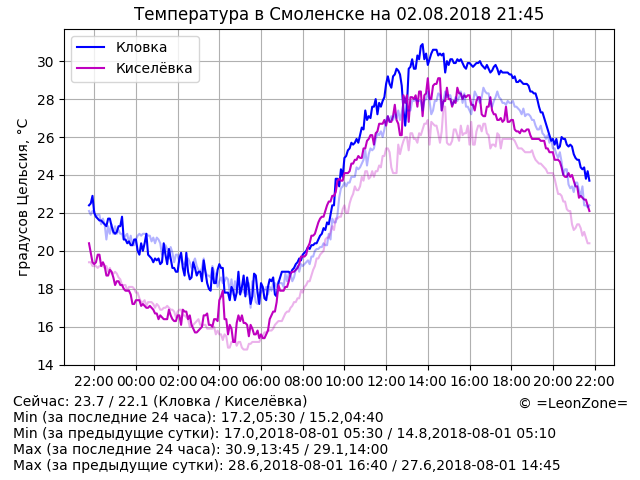 Температура в Смоленске на 02.08.2018 21:45
Кловка
Киселёвка
градусов Цельсия, °C
30
28
26
24
22
20
18
16
14
22:00 00:00 02:00 04:00 06:00 08:00 10:00 12:00 14:00 16:00 18:00 20:00 22:00
Сейчас: 23.7 / 22.1 (Кловка / Киселёвка)
© =LeonZone=
Min (за последние 24 часа): 17.2,05:30 / 15.2,04:40
Min (за предыдущие сутки): 17.0,2018-08-01 05:30 / 14.8,2018-08-01 05:10
Max (за последние 24 часа): 30.9,13:45 / 29.1,14:00
Max (за предыдущие сутки): 28.6,2018-08-01 16:40 / 27.6,2018-08-01 14:45